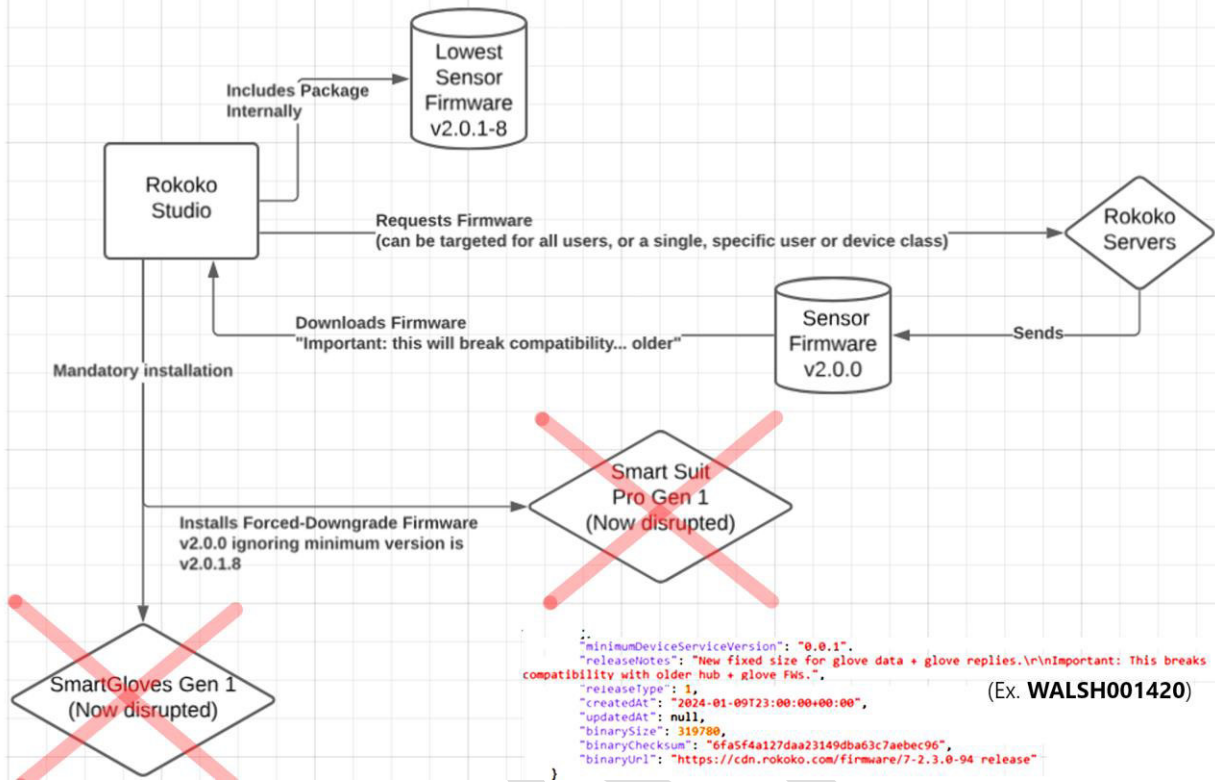 Lowest
Sensor
Firmware
v2.0.1-8
Includes Package
Internally
Rokoko
Studio
Requests Firmware
(can be targeted for all users, or a single, specific user or device class)
Rokoko
Servers
Sensor
Firmware
v2.0.0
Sends
Downloads Firmware
"Important: this will break compatibility... older"
Mandatory installation
Smart Suit
Pro Gen 1
(Now disrupted)
Installs Forced-Downgrade Firmware
v2.0.0 ignoring minimum version is
v2.0.1.8
SmartGloves Gen 1
(Now disrupted)
},
"minimumDeviceServiceVersion": "0.0.1",
"releaseNotes": "New fixed size for glove data + glove replies.\r\nImportant: This breaks
compatibility with older hub + glove FWs.",
"releaseType": 1,
"createdAt": "2024-01-09T23:00:00+00:00",
"updatedAt": null,
"binarySize": 319780,
"binaryChecksum": "6fa5f4a127daa23149dba63c7aebec96",
"binaryUrl": "https://cdn.rokoko.com/firmware/7-2.3.0-94 release"
}
(Ex. WALSH001420)